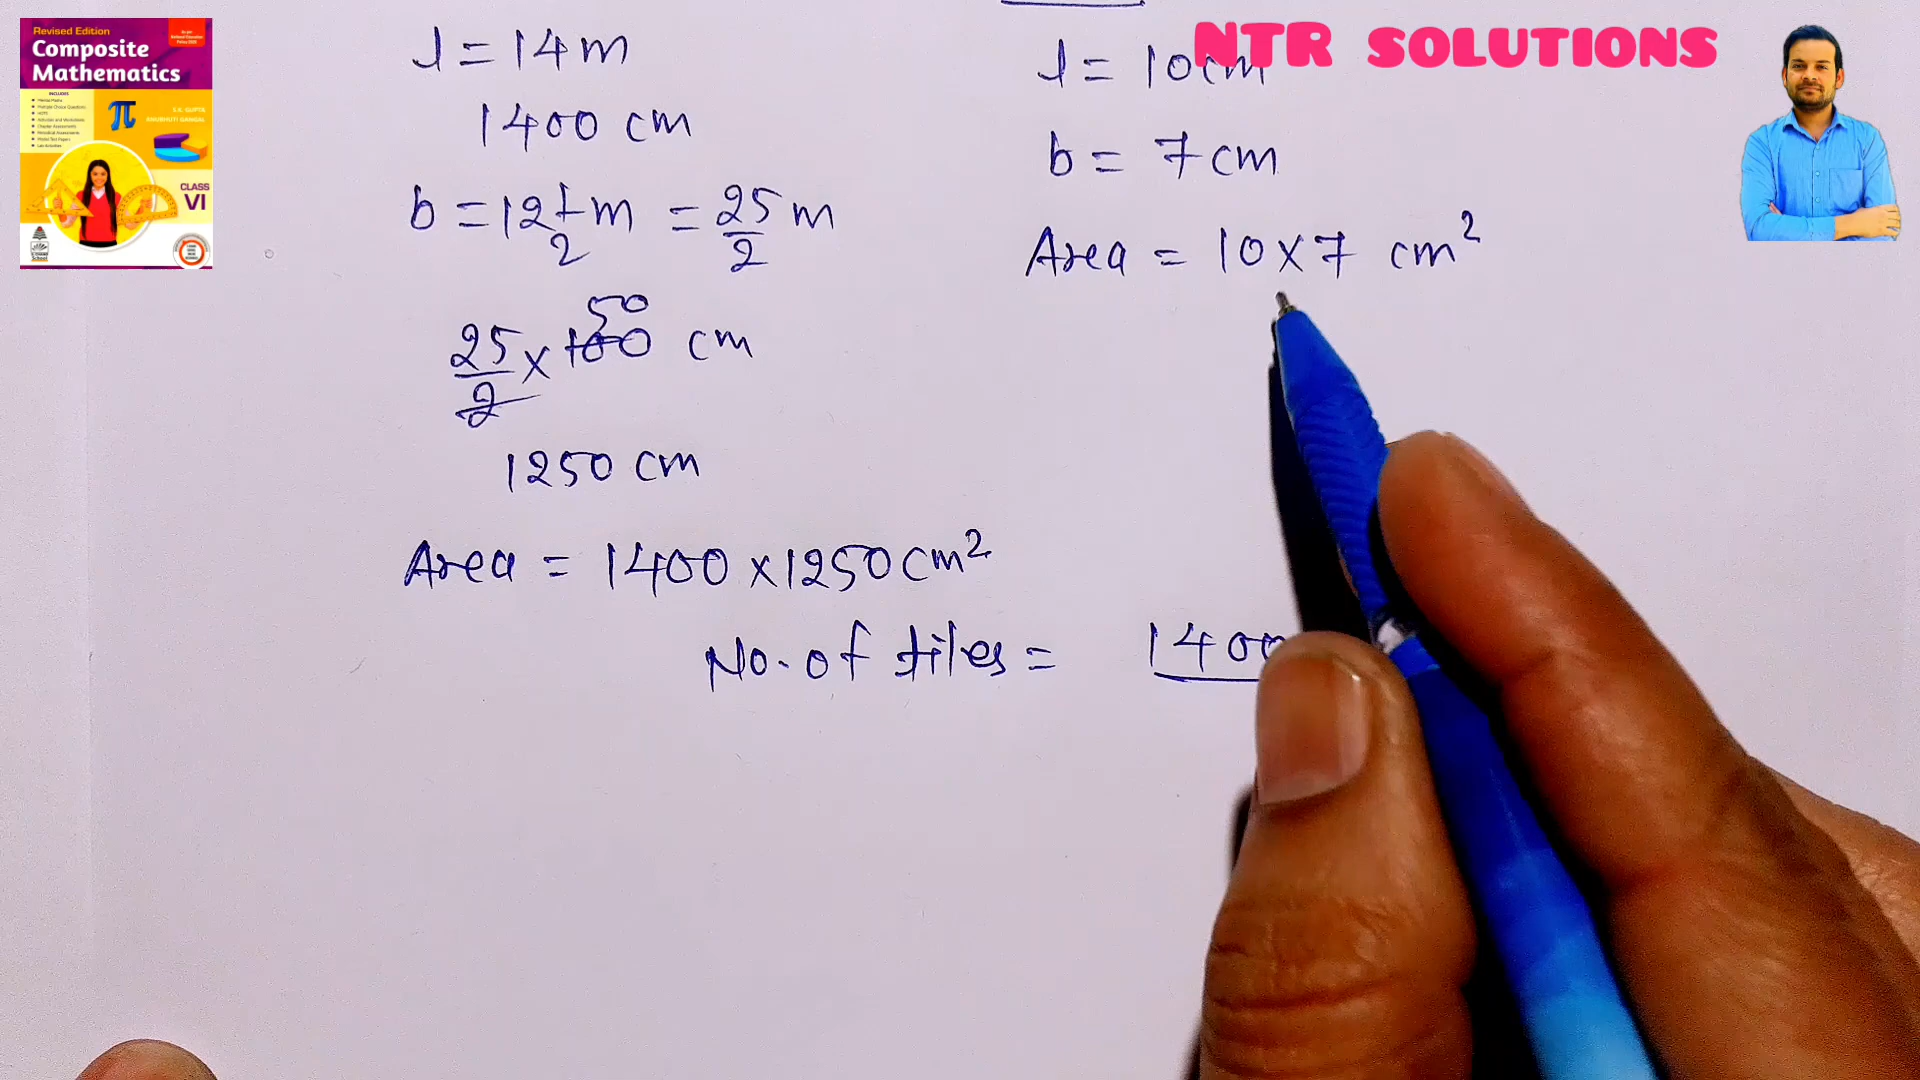 Revised Edition
Composite
Mathematics
INCLUDES
CLASS
VI
NTR SOLUTIONS
l = 14 m
1400 cm
b = 12 1/2 m = 25/2 m
25/2 x 100 cm
50
1250 cm
Area = 1400 x 1250 cm²
l = 10 cm
b = 7 cm
Area = 10 x 7 cm²
No. of tiles = 1400